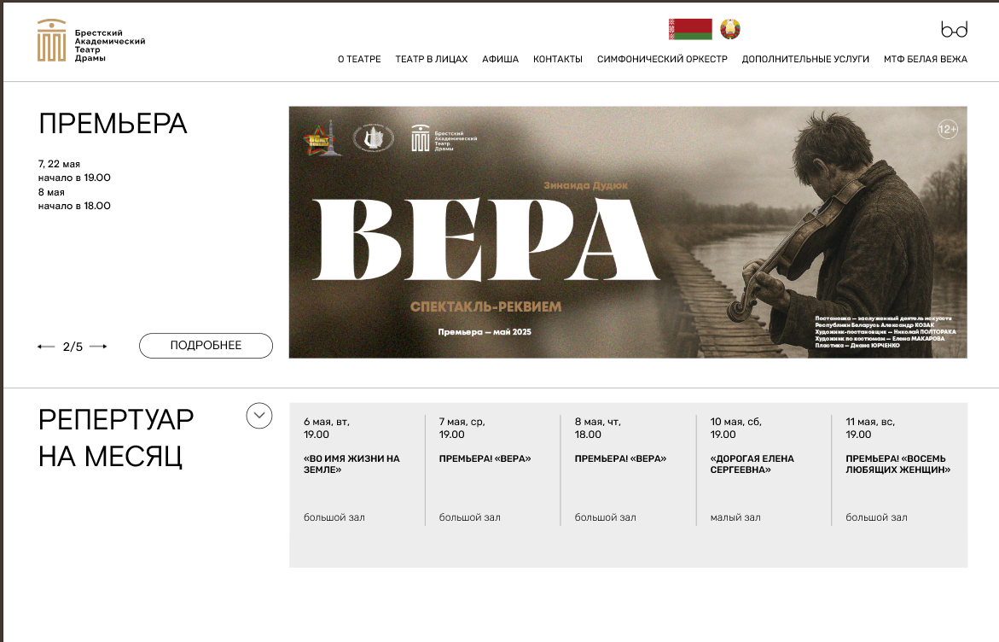 Брестский
Академический
Театр
Драмы
О ТЕАТРЕ
ТЕАТР В ЛИЦАХ
АФИША
КОНТАКТЫ
СИМФОНИЧЕСКИЙ ОРКЕСТР
ДОПОЛНИТЕЛЬНЫЕ УСЛУГИ
МТФ БЕЛАЯ ВЕЖА
ПРЕМЬЕРА
7, 22 мая
начало в 19.00
8 мая
начало в 18.00
2/5
ПОДРОБНЕЕ
Брестский
Академический
Театр
Драмы
12+
Зинаида Дудюк
ВЕРА
СПЕКТАКЛЬ-РЕКВИЕМ
Премьера — май 2025
Постановка — заслуженный деятель искусств
Республики Беларусь Александр КОЗАК
Художник-постановщик — Николай ПОЛТОРАКА
Художник по костюмам — Елена МАКАРОВА
Пластика — Диана ЮРЧЕНКО
РЕПЕРТУАР
НА МЕСЯЦ
6 мая, вт,
19.00
«ВО ИМЯ ЖИЗНИ НА
ЗЕМЛЕ»
большой зал
7 мая, ср,
19.00
ПРЕМЬЕРА! «ВЕРА»
большой зал
8 мая, чт,
18.00
ПРЕМЬЕРА! «ВЕРА»
большой зал
10 мая, сб,
19.00
«ДОРОГАЯ ЕЛЕНА
СЕРГЕЕВНА»
малый зал
11 мая, вс,
19.00
ПРЕМЬЕРА! «ВОСЕМЬ
ЛЮБЯЩИХ ЖЕНЩИН»
большой зал